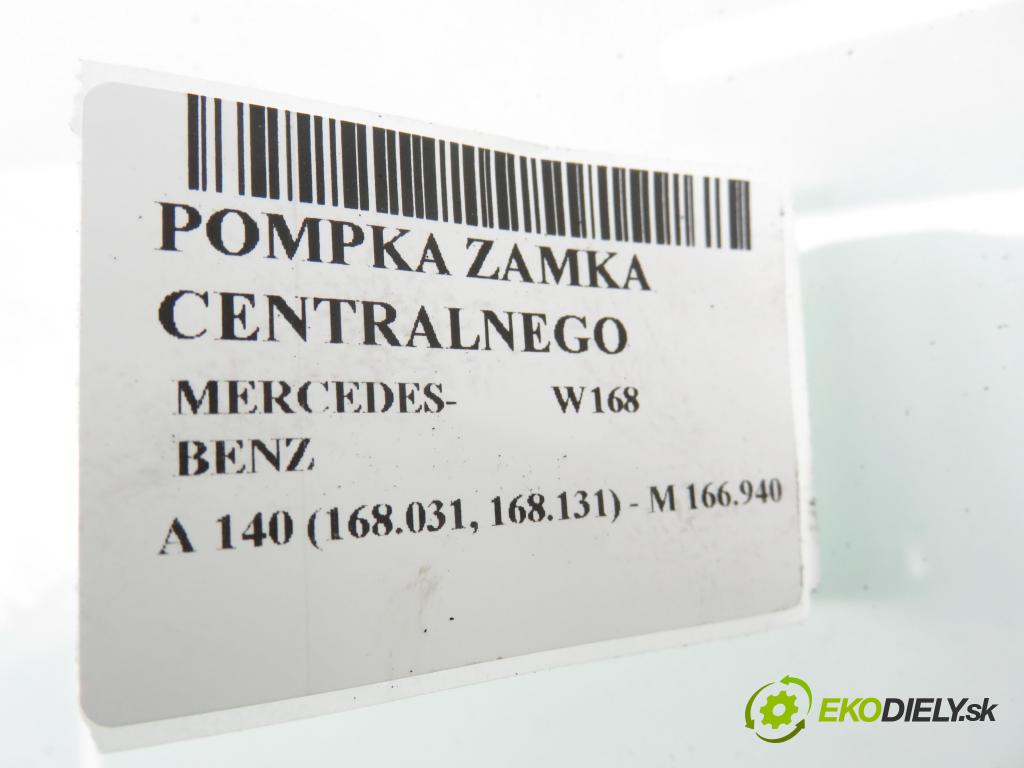 POMPKA ZAMKA
CENTRALNEGO
MERCEDES- W168
BENZ
A 140 (168.031, 168.131) - M 166.940
EKODIELY.sk